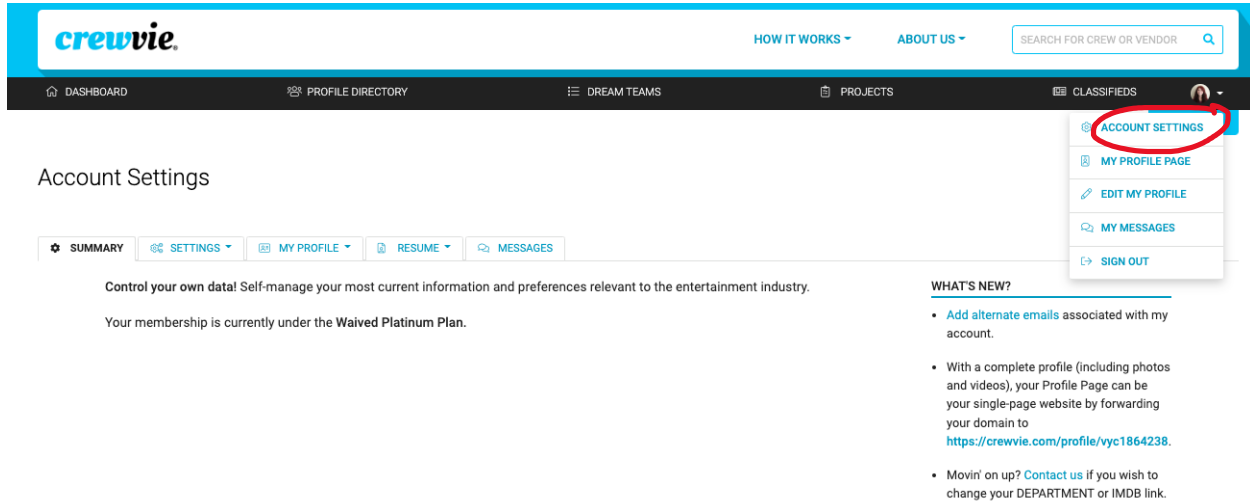 crewvie.
HOW IT WORKS
ABOUT US
SEARCH FOR CREW OR VENDOR
DASHBOARD
PROFILE DIRECTORY
DREAM TEAMS
PROJECTS
CLASSIFIEDS
ACCOUNT SETTINGS
MY PROFILE PAGE
EDIT MY PROFILE
MY MESSAGES
SIGN OUT
Account Settings
SUMMARY
SETTINGS
MY PROFILE
RESUME
MESSAGES
Control your own data! Self-manage your most current information and preferences relevant to the entertainment industry.
Your membership is currently under the Waived Platinum Plan.
WHAT'S NEW?
• Add alternate emails associated with my
account.
• With a complete profile (including photos
and videos), your Profile Page can be
your single-page website by forwarding
your domain to
https://crewvie.com/profile/vyc1864238.
• Movin' on up? Contact us if you wish to
change your DEPARTMENT or IMDB link.